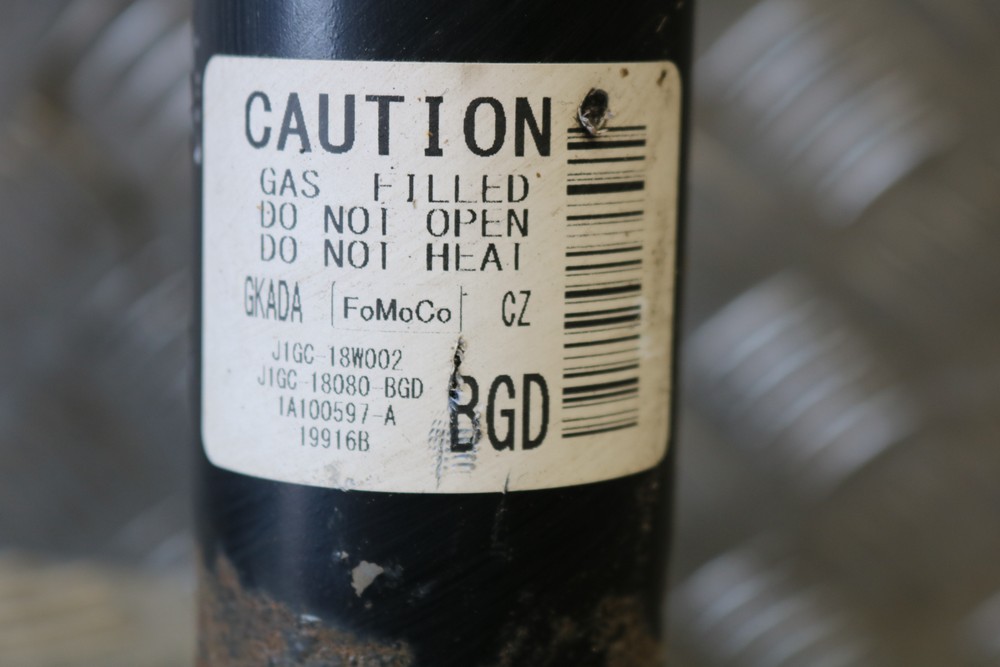 CAUTION
GAS FILLED
DO NOT OPEN
DO NOT HEAT
GKADA FoMoCo CZ
J1GC-18W002
J1GC-18080-BGD
1A100597-A
19916B
BGD